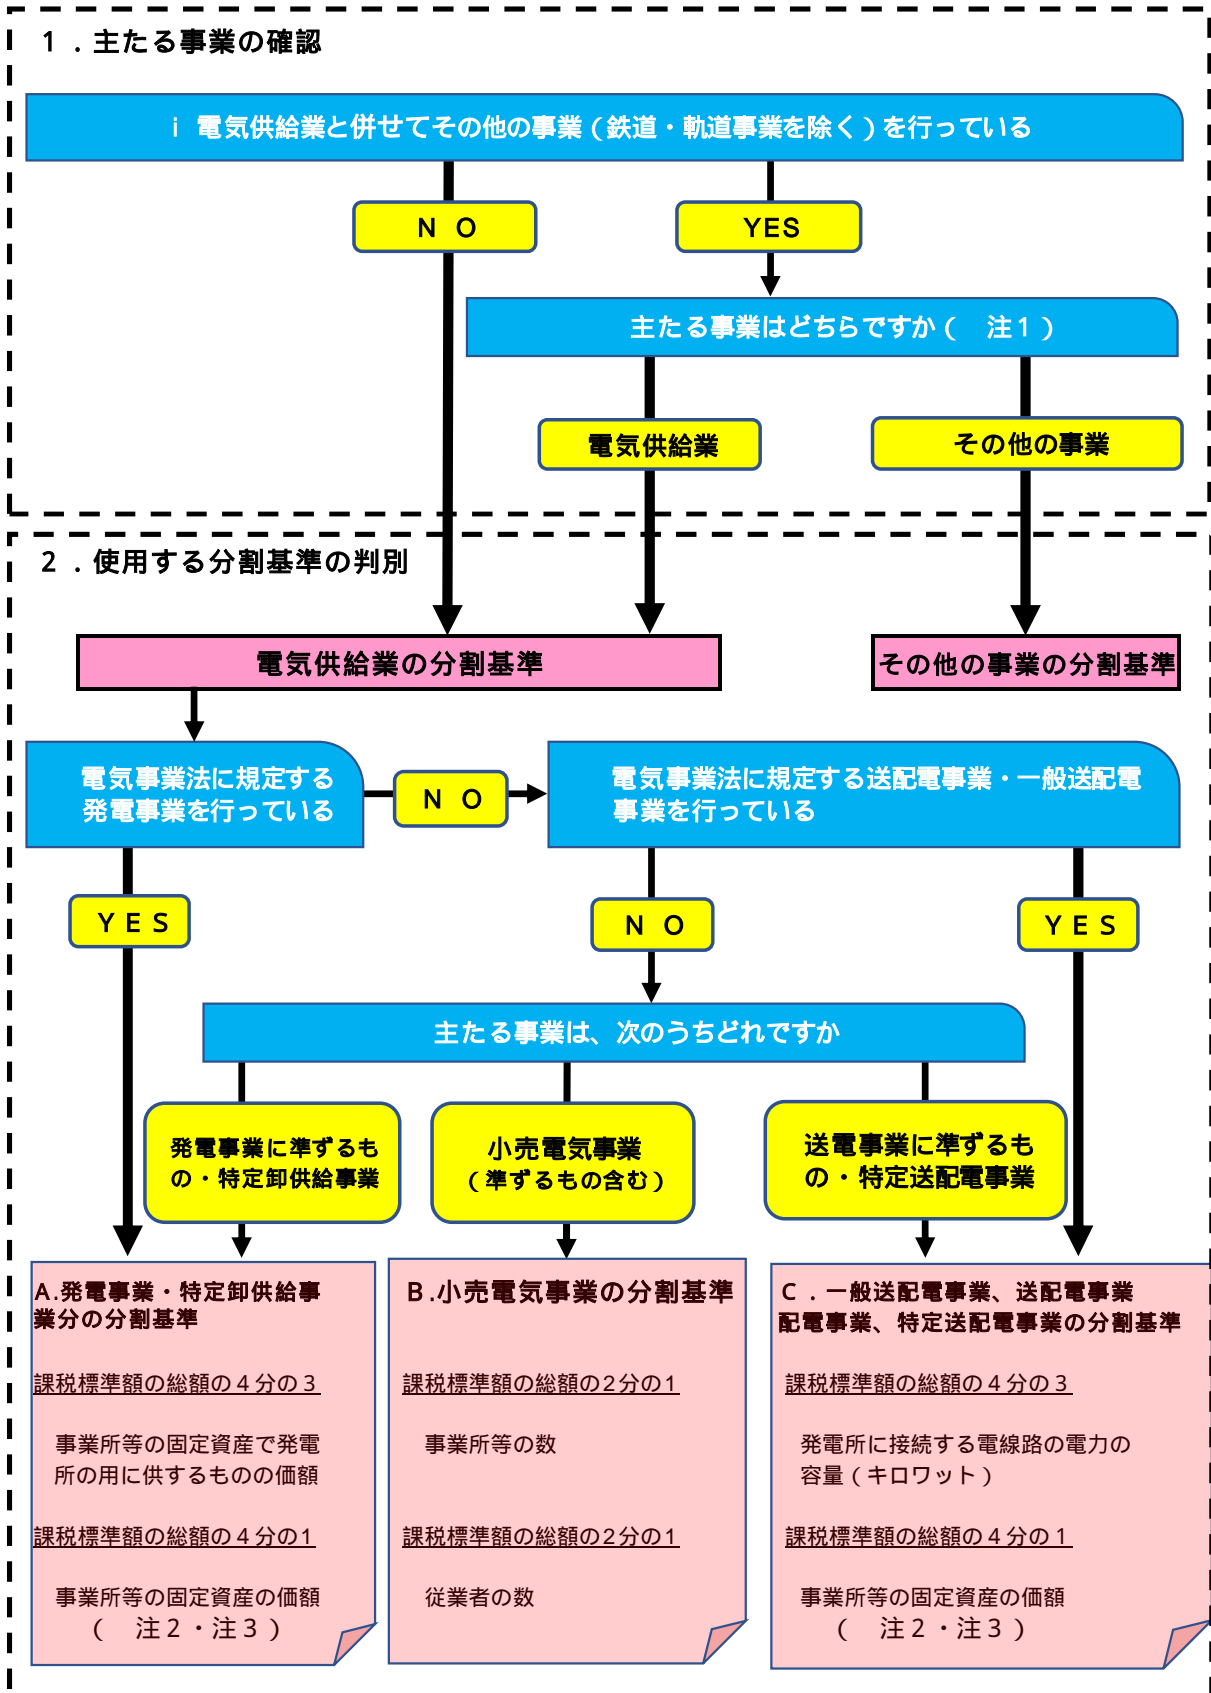 １．主たる事業の確認
ⅰ 電気供給業と併せてその他の事業（鉄道・軌道事業を除く）を行っている
ＮＯ
YES
主たる事業はどちらですか（　注１）
電気供給業
その他の事業
２．使用する分割基準の判別
電気供給業の分割基準
その他の事業の分割基準
電気事業法に規定する
発電事業を行っている
ＮＯ
電気事業法に規定する送配電事業・一般送配電
事業を行っている
ＹＥＳ
ＮＯ
ＹＥＳ
主たる事業は、次のうちどれですか
発電事業に準ずるも
の・特定卸供給事業
小売電気事業
（準ずるもの含む）
送電事業に準ずるも
の・特定送配電事業
A.発電事業・特定卸供給事
業分の分割基準
課税標準額の総額の４分の３
事業所等の固定資産で発電
所の用に供するものの価額
課税標準額の総額の４分の1
事業所等の固定資産の価額
（　注２・注３）
Ｂ.小売電気事業の分割基準
課税標準額の総額の2分の1
事業所等の数
課税標準額の総額の2分の1
従業者の数
Ｃ．一般送配電事業、送配電事業
配電事業、特定送配電事業の分割基準
課税標準額の総額の４分の３
発電所に接続する電線路の電力の
容量（キロワット）
課税標準額の総額の４分の１
事業所等の固定資産の価額
（　注２・注３）